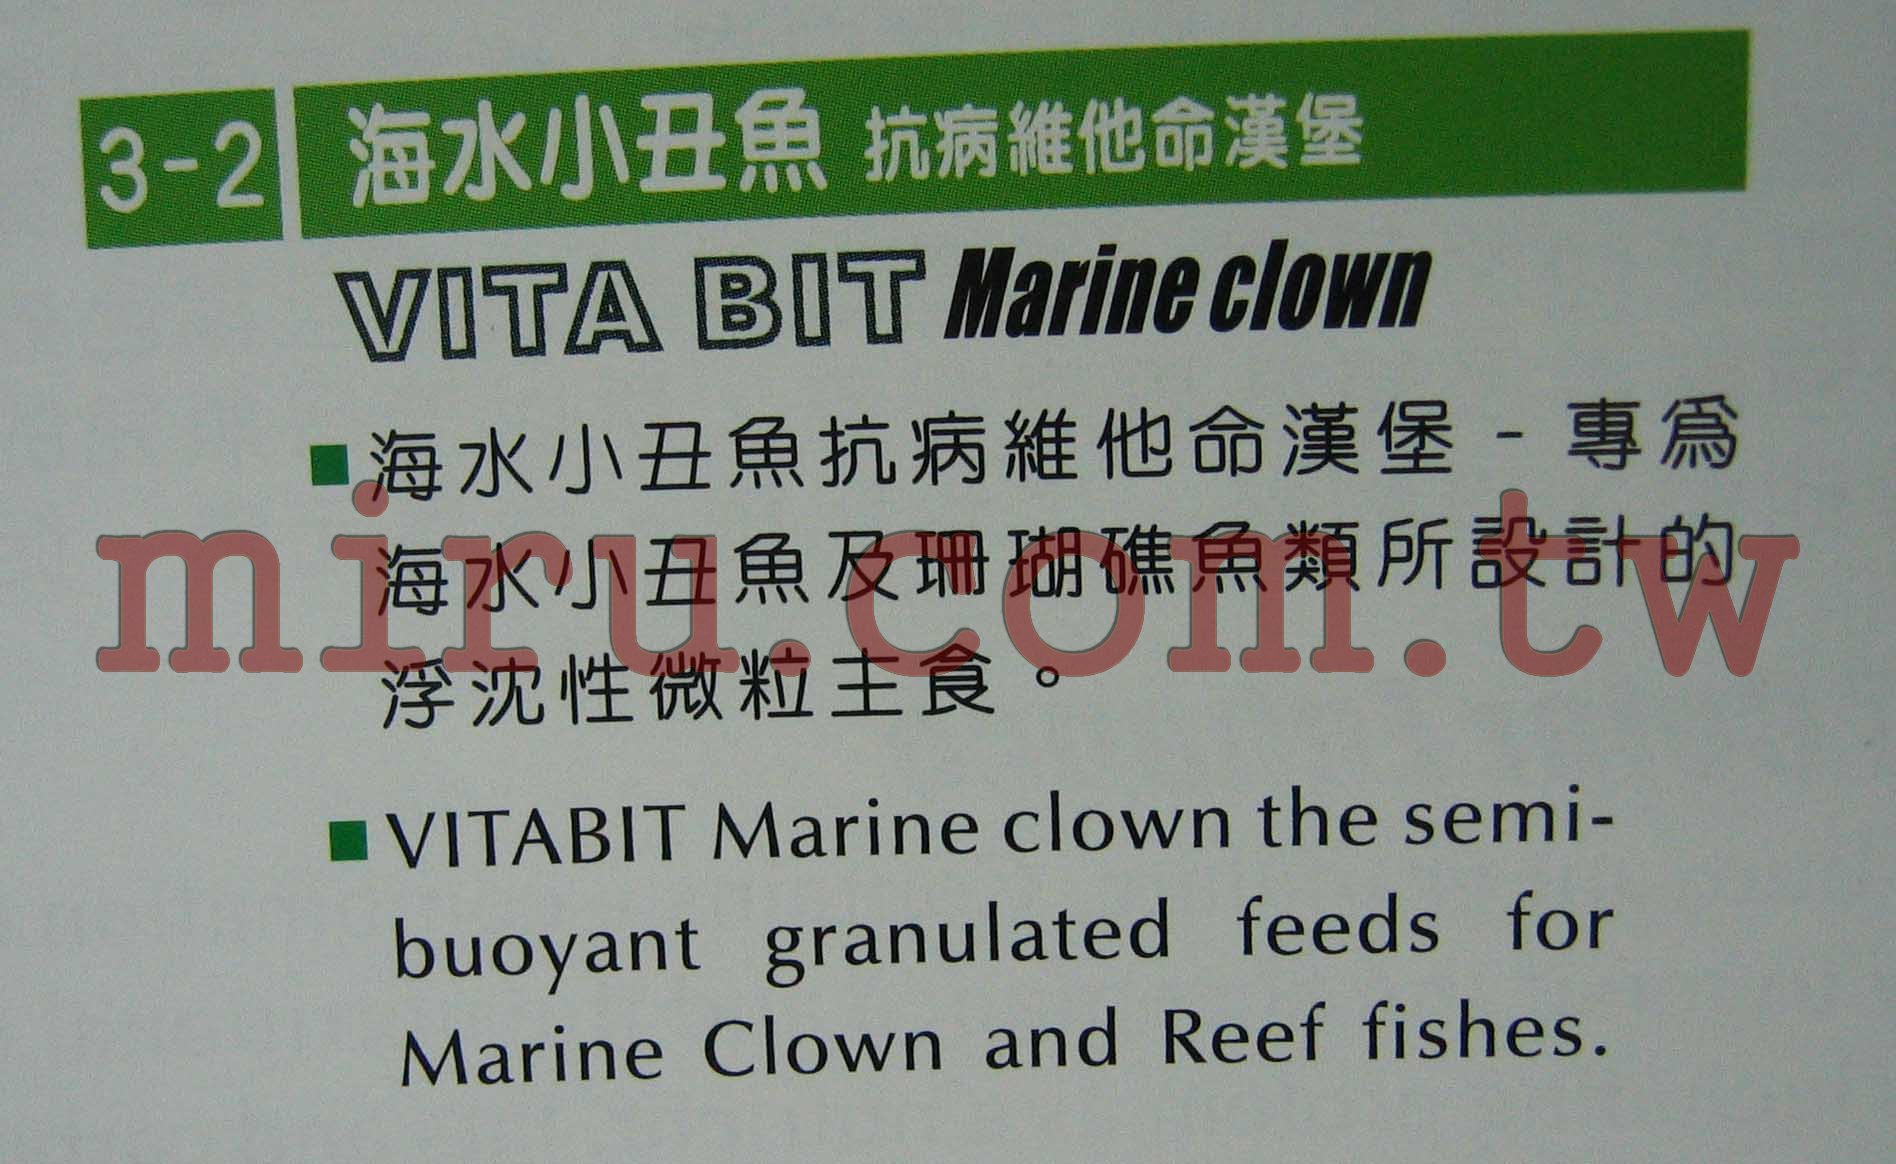 3-2 海水小丑魚 抗病維他命漢堡
VITA BIT Marine clown
■海水小丑魚抗病維他命漢堡-專為
海水小丑魚及珊瑚礁魚類所設計的
浮沈性微粒主食。
miru.com.tw
■VITABIT Marine clown the semi-
buoyant granulated feeds for
Marine Clown and Reef fishes.